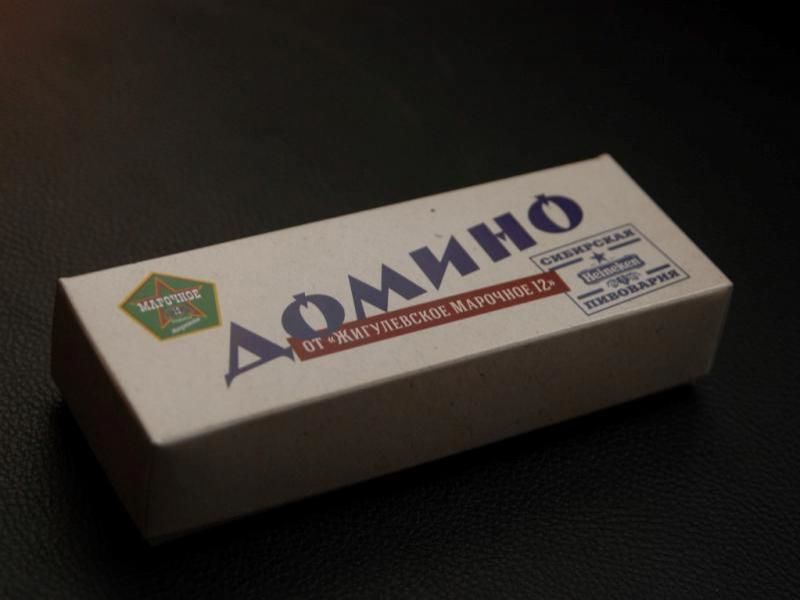 МАРОЧНОЕ
12
ДОМИНО
ОТ «ЖИГУЛЕВСКОЕ МАРОЧНОЕ 12»
СИБИРСКАЯ
Heineken
ПИВОВАРНЯ